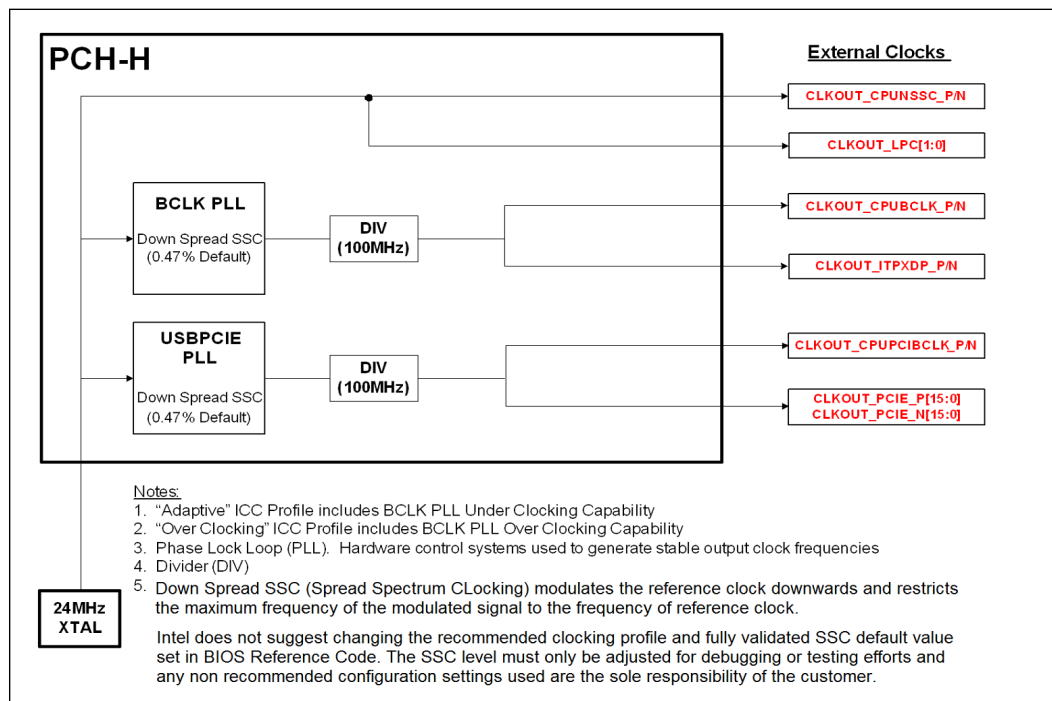 PCH-H
External Clocks
CLKOUT_CPUNSSC_P/N
CLKOUT_LPC[1:0]
BCLK PLL
Down Spread SSC
(0.47% Default)
DIV
(100MHz)
CLKOUT_CPUBCLK_P/N
CLKOUT_ITPXDP_P/N
USBPCIE
PLL
Down Spread SSC
(0.47% Default)
DIV
(100MHz)
CLKOUT_CPUPCIBCLK_P/N
CLKOUT_PCIE_P[15:0]
CLKOUT_PCIE_N[15:0]
24MHz
XTAL
Notes:
1. “Adaptive” ICC Profile includes BCLK PLL Under Clocking Capability
2. “Over Clocking” ICC Profile includes BCLK PLL Over Clocking Capability
3. Phase Lock Loop (PLL). Hardware control systems used to generate stable output clock frequencies
4. Divider (DIV)
5. Down Spread SSC (Spread Spectrum CLocking) modulates the reference clock downwards and restricts
the maximum frequency of the modulated signal to the frequency of reference clock.
Intel does not suggest changing the recommended clocking profile and fully validated SSC default value
set in BIOS Reference Code. The SSC level must only be adjusted for debugging or testing efforts and
any non recommended configuration settings used are the sole responsibility of the customer.